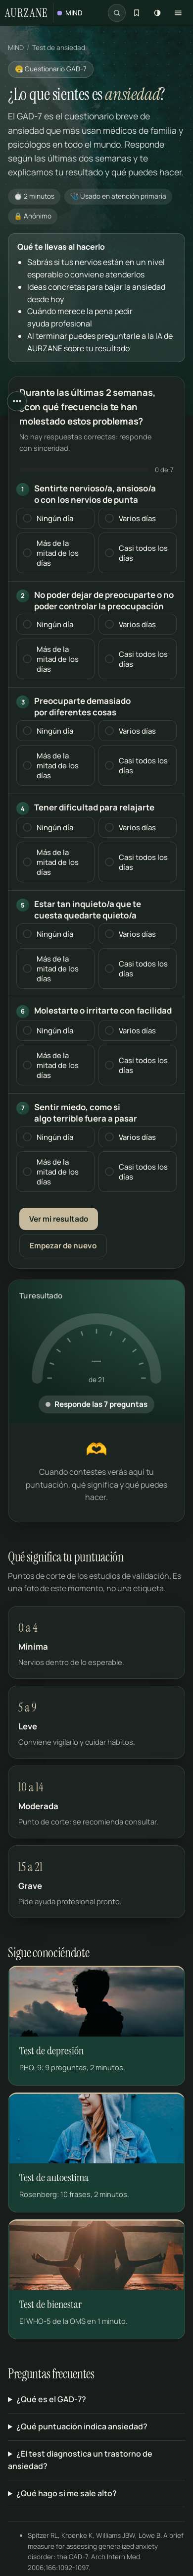 AURZANE
MIND
MIND / Test de ansiedad
😰 Cuestionario GAD-7
¿Lo que sientes es ansiedad?
El GAD-7 es el cuestionario breve de
ansiedad que más usan médicos de familia y
psicólogos en todo el mundo. Responde
según las últimas dos semanas y te
explicamos tu resultado y qué puedes hacer.
⏱️ 2 minutos
🩺 Usado en atención primaria
🔒 Anónimo
Qué te llevas al hacerlo
• Sabrás si tus nervios están en un nivel
esperable o conviene atenderlos
• Ideas concretas para bajar la ansiedad
desde hoy
• Cuándo merece la pena pedir
ayuda profesional
• Al terminar puedes preguntarle a la IA de
AURZANE sobre tu resultado
Durante las últimas 2 semanas,
¿con qué frecuencia te han
molestado estos problemas?
No hay respuestas correctas: responde
con sinceridad.
0 de 7
1 Sentirte nervioso/a, ansioso/a
o con los nervios de punta
Ningún día
Varios días
Más de la
mitad de los
días
Casi todos los
días
2 No poder dejar de preocuparte o no
poder controlar la preocupación
Ningún día
Varios días
Más de la
mitad de los
días
Casi todos los
días
3 Preocuparte demasiado
por diferentes cosas
Ningún día
Varios días
Más de la
mitad de los
días
Casi todos los
días
4 Tener dificultad para relajarte
Ningún día
Varios días
Más de la
mitad de los
días
Casi todos los
días
5 Estar tan inquieto/a que te
cuesta quedarte quieto/a
Ningún día
Varios días
Más de la
mitad de los
días
Casi todos los
días
6 Molestarte o irritarte con facilidad
Ningún día
Varios días
Más de la
mitad de los
días
Casi todos los
días
7 Sentir miedo, como si
algo terrible fuera a pasar
Ningún día
Varios días
Más de la
mitad de los
días
Casi todos los
días
Ver mi resultado
Empezar de nuevo
Tu resultado
—
de 21
Responde las 7 preguntas
Cuando contestes verás aquí tu
puntuación, qué significa y qué puedes
hacer.
Qué significa tu puntuación
Puntos de corte de los estudios de validación. Es
una foto de este momento, no una etiqueta.
0 a 4
Mínima
Nervios dentro de lo esperable.
5 a 9
Leve
Conviene vigilarlo y cuidar hábitos.
10 a 14
Moderada
Punto de corte: se recomienda consultar.
15 a 21
Grave
Pide ayuda profesional pronto.
Sigue conociéndote
Test de depresión
PHQ-9: 9 preguntas, 2 minutos.
Test de autoestima
Rosenberg: 10 frases, 2 minutos.
Test de bienestar
El WHO-5 de la OMS en 1 minuto.
Preguntas frecuentes
¿Qué es el GAD-7?
¿Qué puntuación indica ansiedad?
¿El test diagnostica un trastorno de
ansiedad?
¿Qué hago si me sale alto?
• Spitzer RL, Kroenke K, Williams JBW, Löwe B. A brief
measure for assessing generalized anxiety
disorder: the GAD-7. Arch Intern Med.
2006;166:1092-1097.